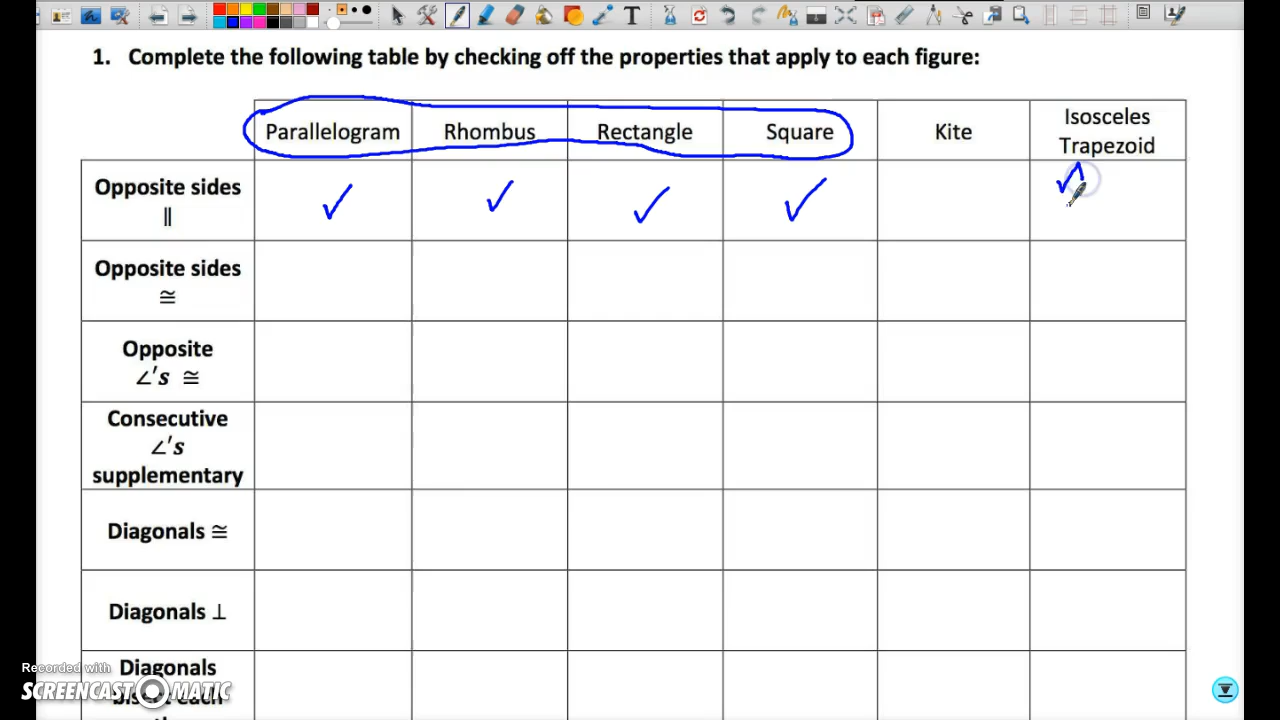 1. Complete the following table by checking off the properties that apply to each figure:
Parallelogram Rhombus Rectangle Square Kite Isosceles Trapezoid
Opposite sides
∥
Opposite sides
≅
Opposite
∠'s ≅
Consecutive
∠'s
supplementary
Diagonals ≅
Diagonals ⊥
Diagonals
each
Recorded with
SCREENCAST MATIC